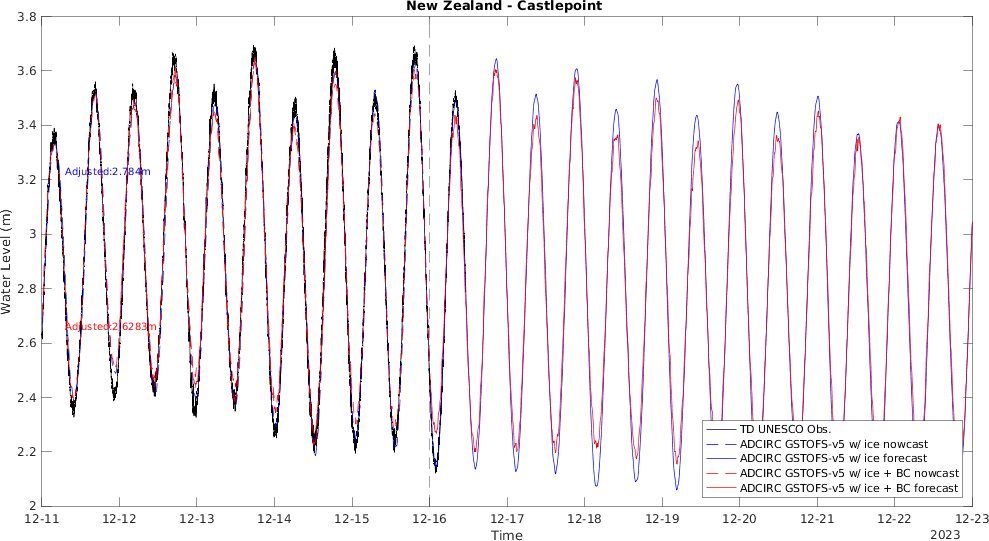 New Zealand - Castlepoint
3.8
3.6
3.4
3.2
3
2.8
2.6
2.4
2.2
2
Water Level (m)
Adjusted:2.784m
Adjusted:2.6283m
TD UNESCO Obs.
ADCIRC GSTOFS-v5 w/ ice nowcast
ADCIRC GSTOFS-v5 w/ ice forecast
ADCIRC GSTOFS-v5 w/ ice + BC nowcast
ADCIRC GSTOFS-v5 w/ ice + BC forecast
12-11 12-12 12-13 12-14 12-15 12-16 12-17 12-18 12-19 12-20 12-21 12-22 12-23
Time
2023